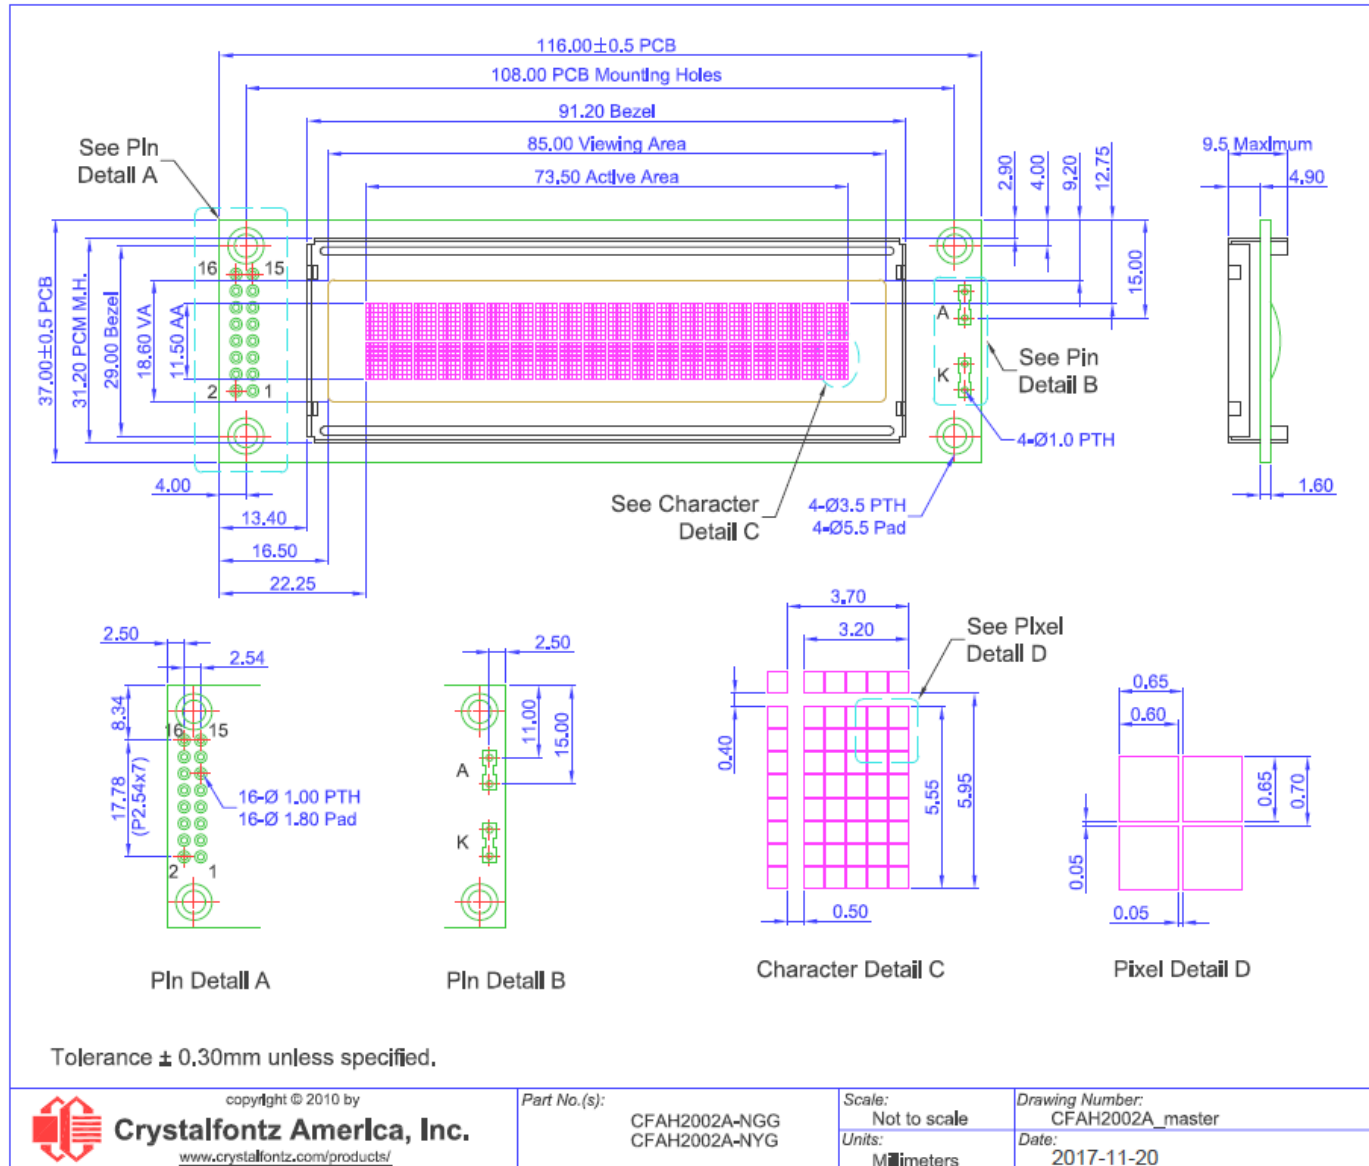 116.00±0.5 PCB
108.00 PCB Mounting Holes
91.20 Bezel
85.00 Viewing Area
73.50 Active Area
See Pin
Detail A
2.90
4.00
9.20
12.75
15.00
9.5 Maximum
4.90
37.00±0.5 PCB
31.20 PCM M.H.
29.00 Bezel
18.60 VA
11.50 AA
16 15
2 1
A
K
See Pin
Detail B
4-Ø1.0 PTH
4-Ø3.5 PTH
4-Ø5.5 Pad
See Character
Detail C
1.60
4.00
13.40
16.50
22.25
2.50
2.54
8.34
16 15
17.78
(P2.54x7)
16-Ø 1.00 PTH
16-Ø 1.80 Pad
2 1
Pin Detail A
2.50
11.00
15.00
A
K
Pin Detail B
3.70
3.20
See Pixel
Detail D
0.40
5.55
5.95
0.50
Character Detail C
0.65
0.60
0.65
0.70
0.05
0.05
Pixel Detail D
Tolerance ± 0.30mm unless specified.
copyright © 2010 by
Crystalfontz America, Inc.
www.crystalfontz.com/products/
Part No.(s):
CFAH2002A-NGG
CFAH2002A-NYG
Scale:
Not to scale
Units:
Millimeters
Drawing Number:
CFAH2002A_master
Date:
2017-11-20